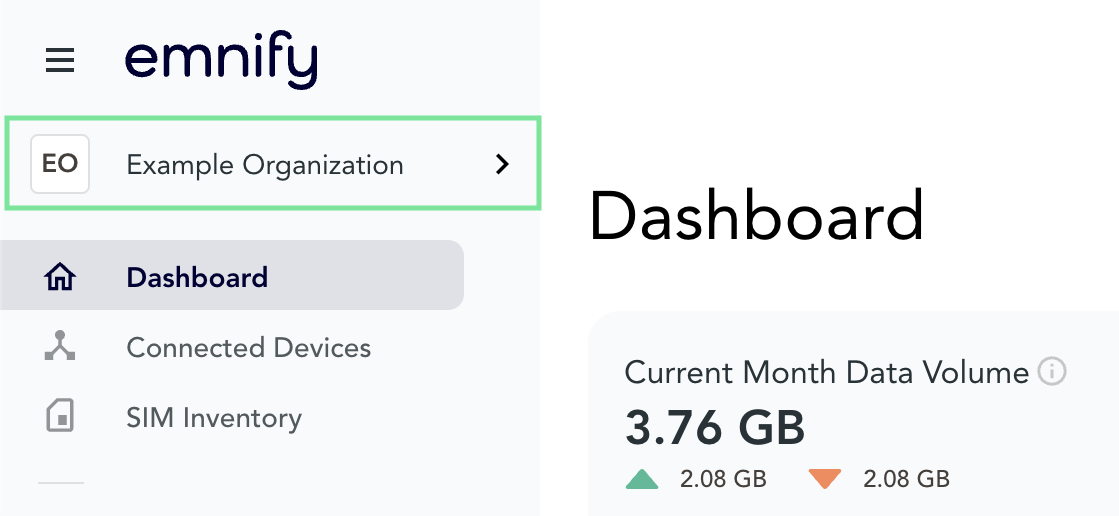 emnify
EO Example Organization
Dashboard
Connected Devices
SIM Inventory
Dashboard
Current Month Data Volume
3.76 GB
2.08 GB 2.08 GB